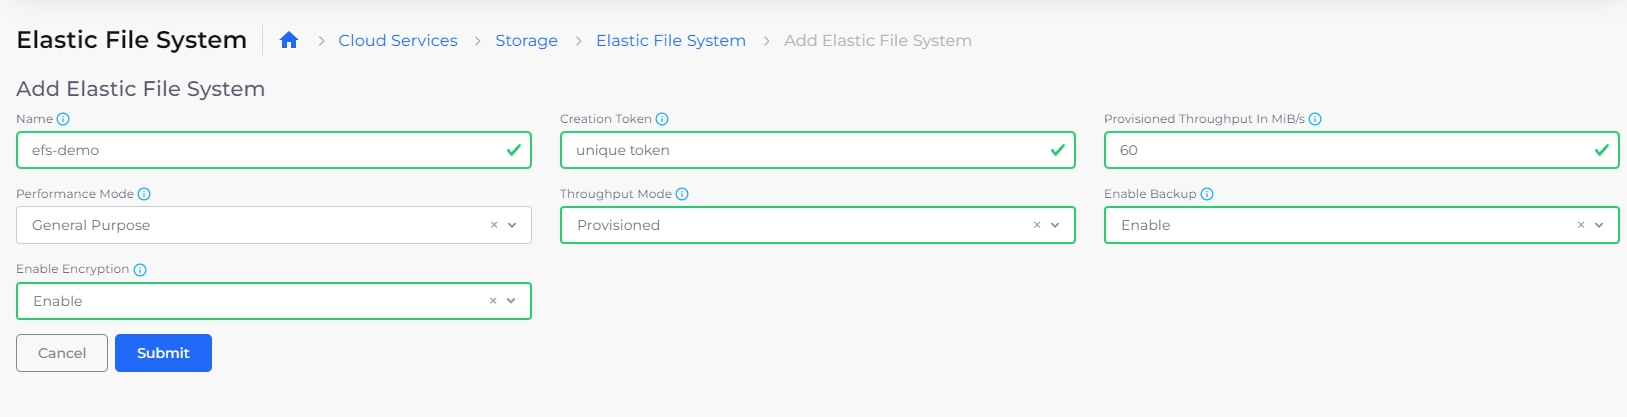 Elastic File System Cloud Services Storage Elastic File System Add Elastic File System
Add Elastic File System
Name Creation Token Provisioned Throughput In MiB/s
efs-demo unique token 60
Performance Mode Throughput Mode Enable Backup
General Purpose Provisioned Enable
Enable Encryption
Enable
Cancel Submit